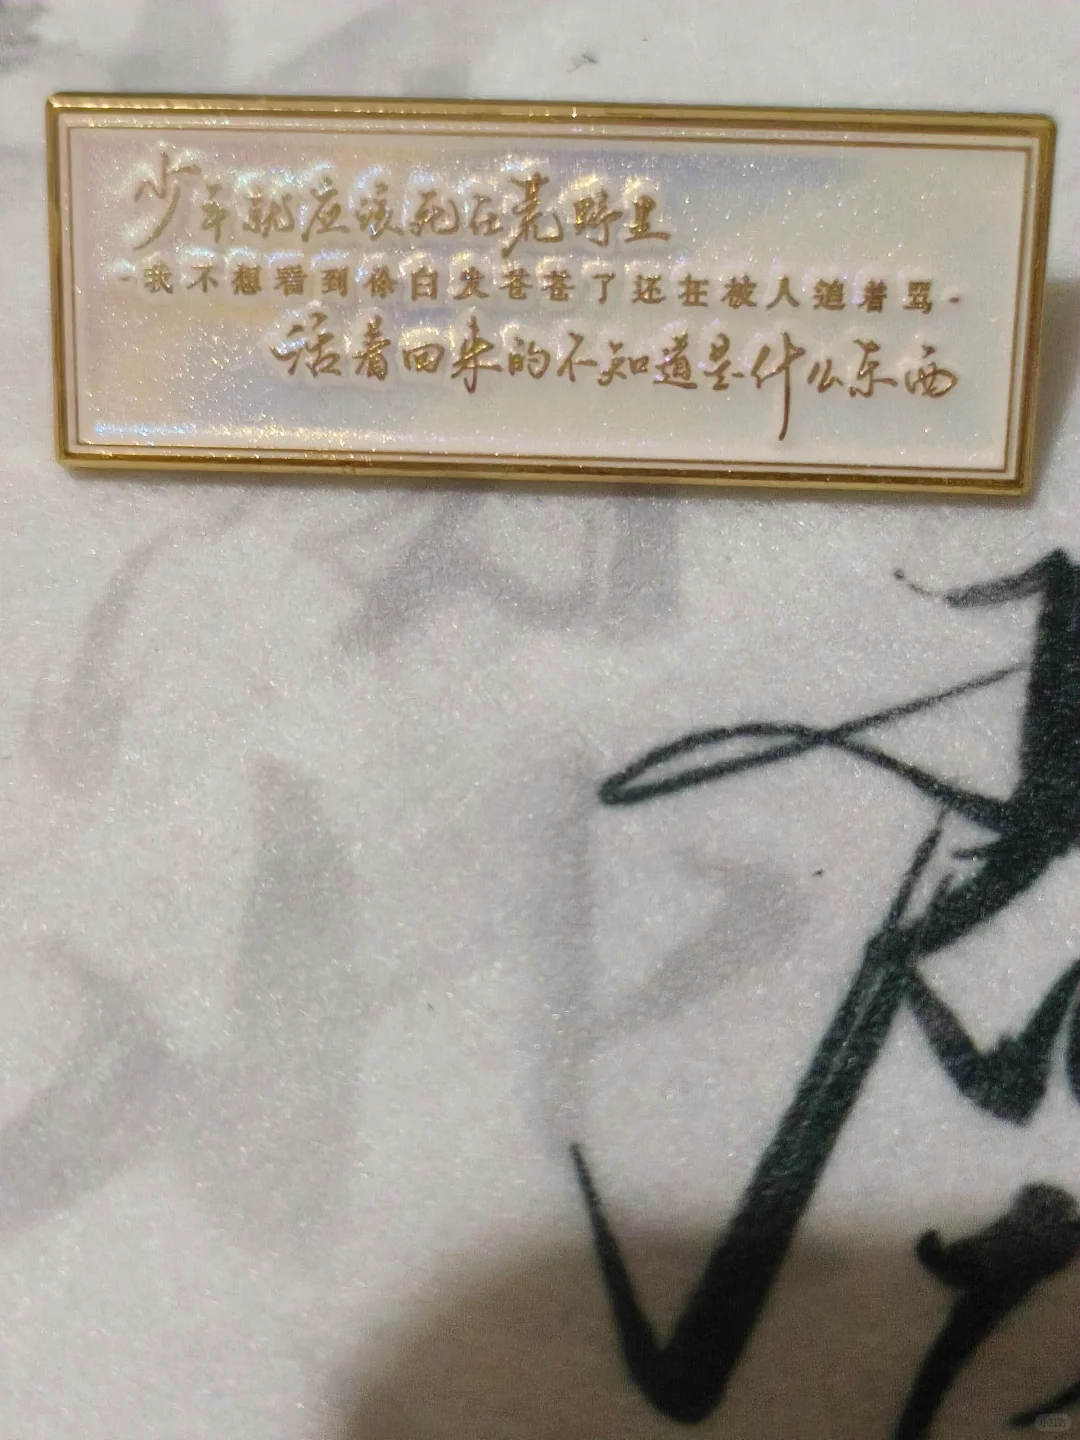 少年就应该死在荒野里
-我不想看到你白发苍苍了还在被人追着骂-
活着回来的不知道是什么东西